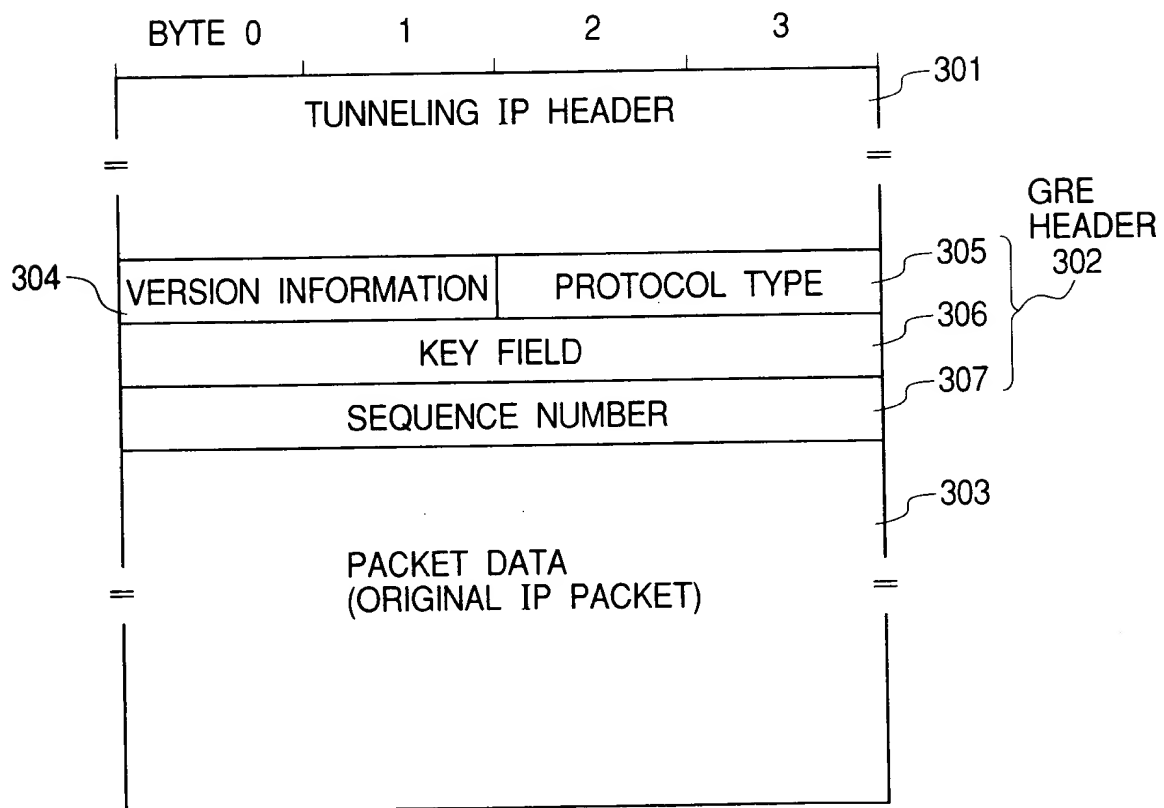 BYTE 0 1 2 3
301
TUNNELING IP HEADER
GRE
HEADER
302
304
VERSION INFORMATION
PROTOCOL TYPE
305
KEY FIELD
306
SEQUENCE NUMBER
307
303
PACKET DATA
(ORIGINAL IP PACKET)